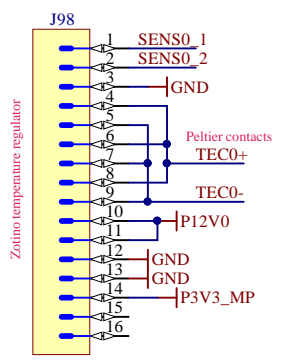 J98
Zotino temperature regulator
1 SENS0_1
2 SENS0_2
3 GND
4
5
6 Peltier contacts
7 TEC0+
8
9 TEC0-
10 P12V0
11
12 GND
13 GND
14 P3V3_MP
15
16